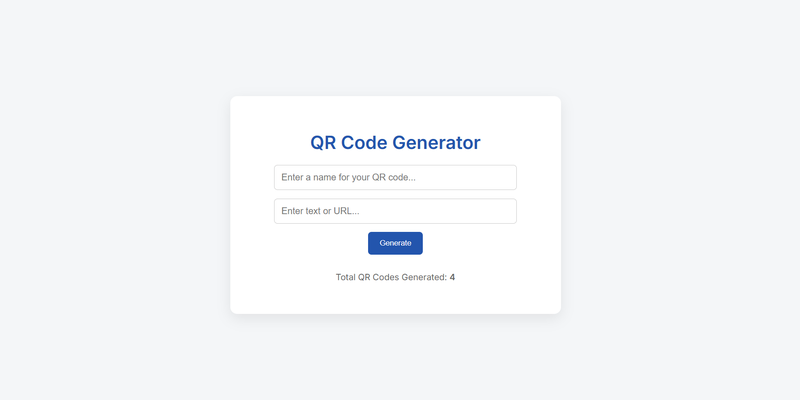 QR Code Generator
Enter a name for your QR code...
Enter text or URL...
Generate
Total QR Codes Generated: 4